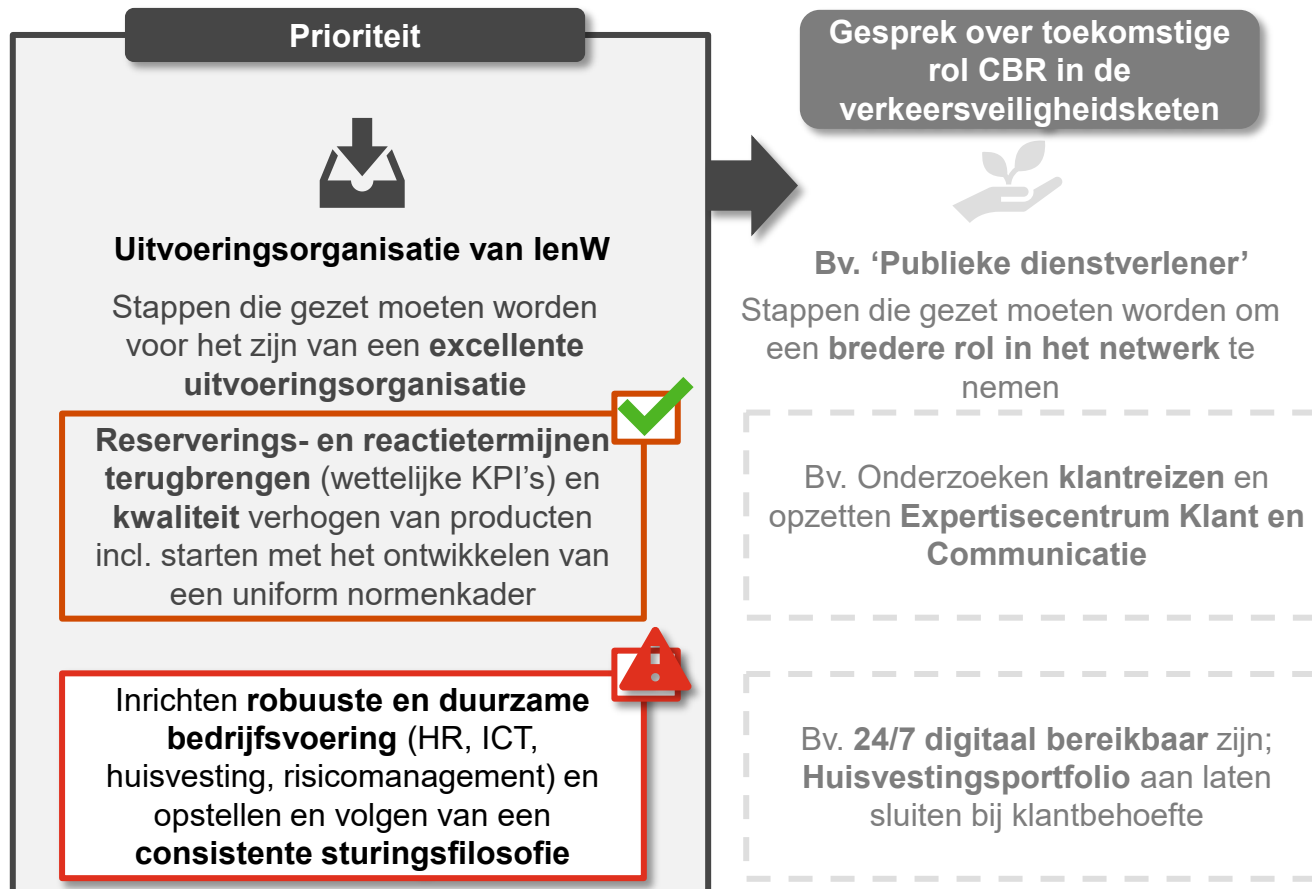 Prioriteit
Uitvoeringsorganisatie van IenW
Stappen die gezet moeten worden
voor het zijn van een excellente
uitvoeringsorganisatie
Reserverings- en reactietermijnen
terugbrengen (wettelijke KPI’s) en
kwaliteit verhogen van producten
incl. starten met het ontwikkelen van
een uniform normenkader
Inrichten robuuste en duurzame
bedrijfsvoering (HR, ICT,
huisvesting, risicomanagement) en
opstellen en volgen van een
consistente sturingsfilosofie
Gesprek over toekomstige
rol CBR in de
verkeersveiligheidsketen
Bv. ‘Publieke dienstverlener’
Stappen die gezet moeten worden om
een bredere rol in het netwerk te
nemen
Bv. Onderzoeken klantreizen en
opzetten Expertisecentrum Klant en
Communicatie
Bv. 24/7 digitaal bereikbaar zijn;
Huisvestingsportfolio aan laten
sluiten bij klantbehoefte